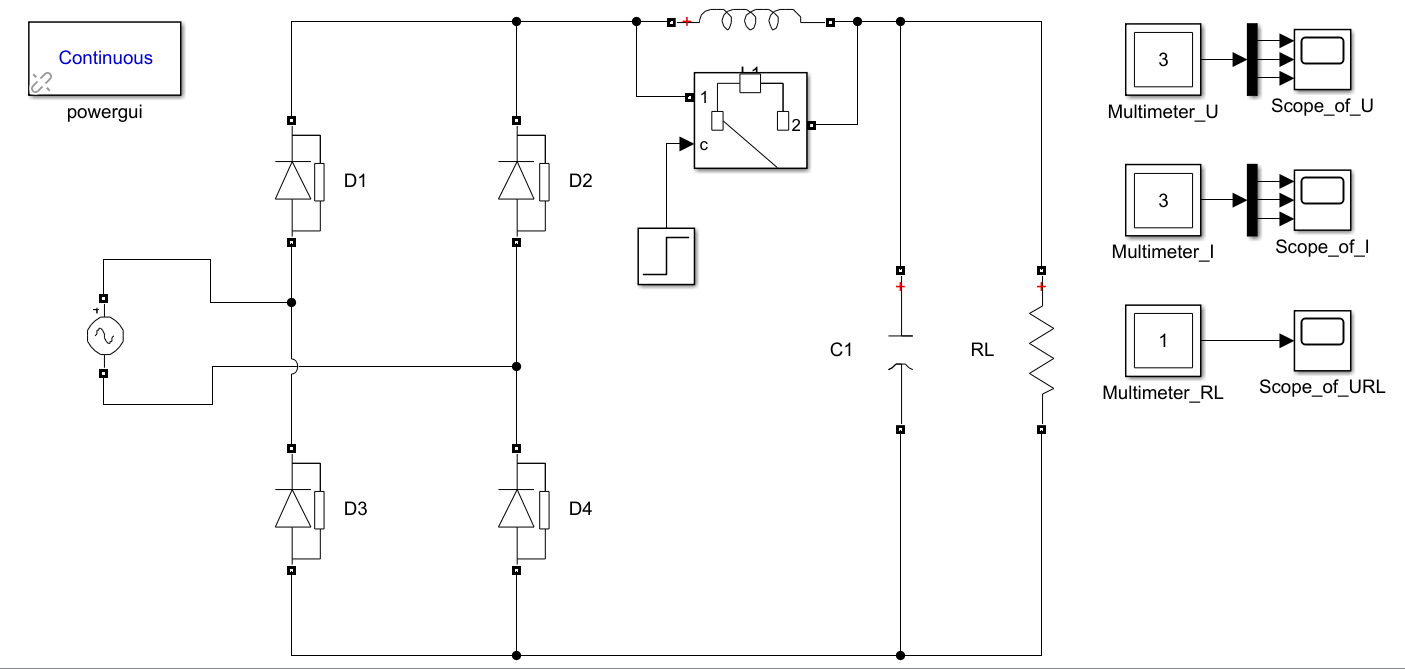 Continuous
powergui
D1
D2
D3
D4
1
2
c
C1
RL
3
Multimeter_U
Scope_of_U
3
Multimeter_I
Scope_of_I
1
Multimeter_RL
Scope_of_URL